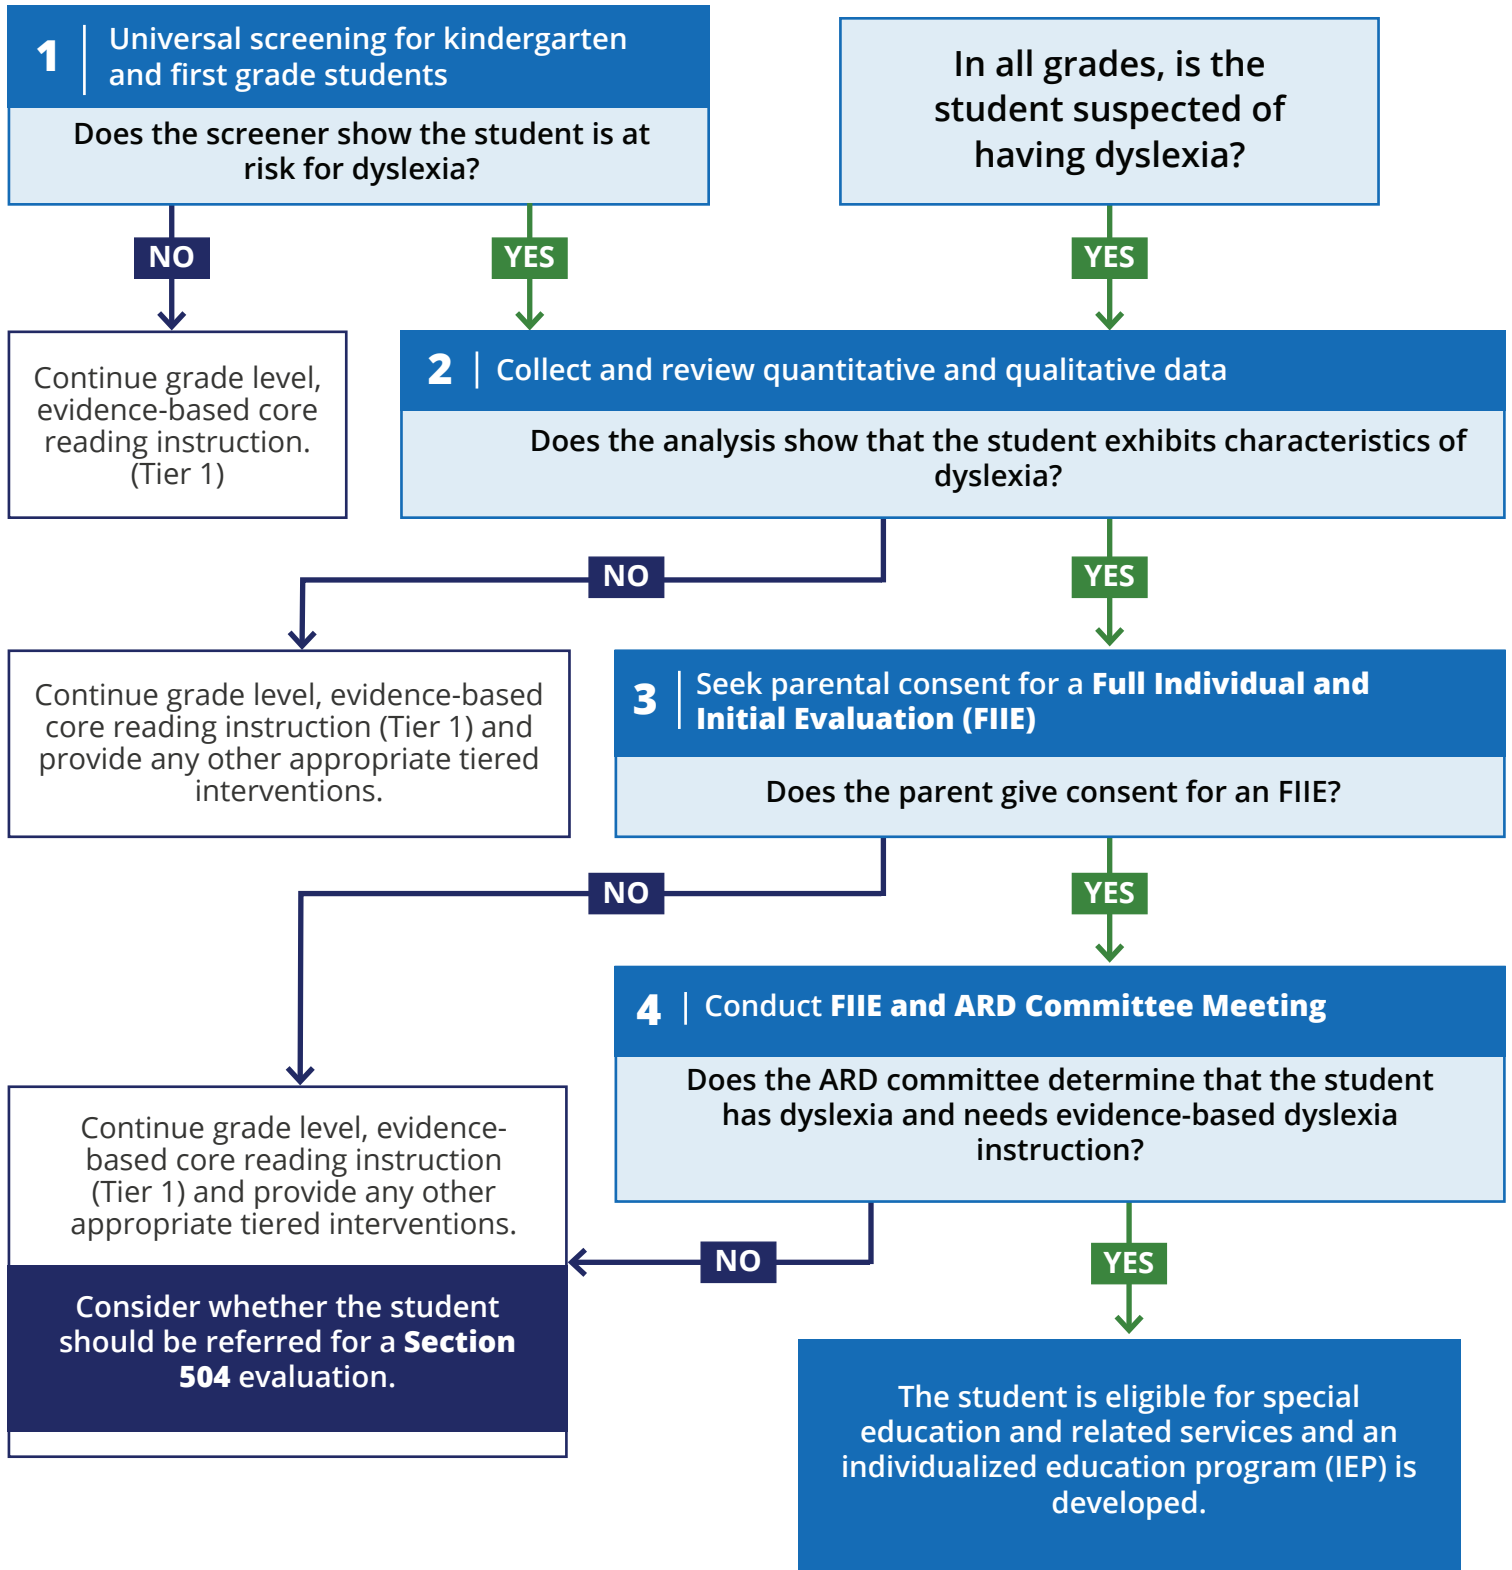 1
Universal screening for kindergarten
and first grade students
Does the screener show the student is at
risk for dyslexia?
In all grades, is the
student suspected of
having dyslexia?
NO
YES
YES
Continue grade level,
evidence-based core
reading instruction.
(Tier 1)
2
Collect and review quantitative and qualitative data
Does the analysis show that the student exhibits characteristics of
dyslexia?
NO
YES
Continue grade level, evidence-based
core reading instruction (Tier 1) and
provide any other appropriate tiered
interventions.
3
Seek parental consent for a Full Individual and
Initial Evaluation (FIIE)
Does the parent give consent for an FIIE?
NO
YES
4
Conduct FIIE and ARD Committee Meeting
Does the ARD committee determine that the student
has dyslexia and needs evidence-based dyslexia
instruction?
Continue grade level, evidence-
based core reading instruction
(Tier 1) and provide any other
appropriate tiered interventions.
NO
YES
Consider whether the student
should be referred for a Section
504 evaluation.
The student is eligible for special
education and related services and an
individualized education program (IEP) is
developed.